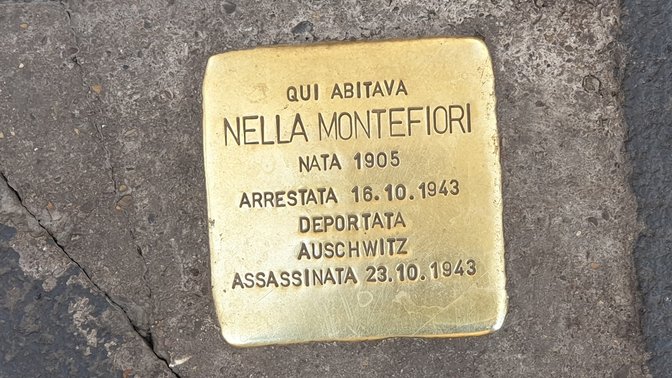 QUI ABITAVA
NELLA MONTEFIORI
NATA 1905
ARRESTATA 16.10.1943
DEPORTATA
AUSCHWITZ
ASSASSINATA 23.10.1943